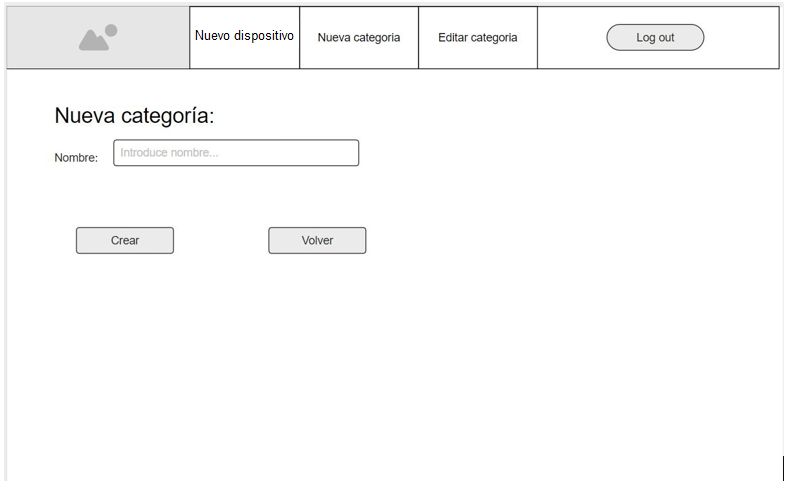 Nuevo dispositivo
Nueva categoria
Editar categoria
Log out
Nueva categoría:
Nombre:
Introduce nombre...
Crear
Volver